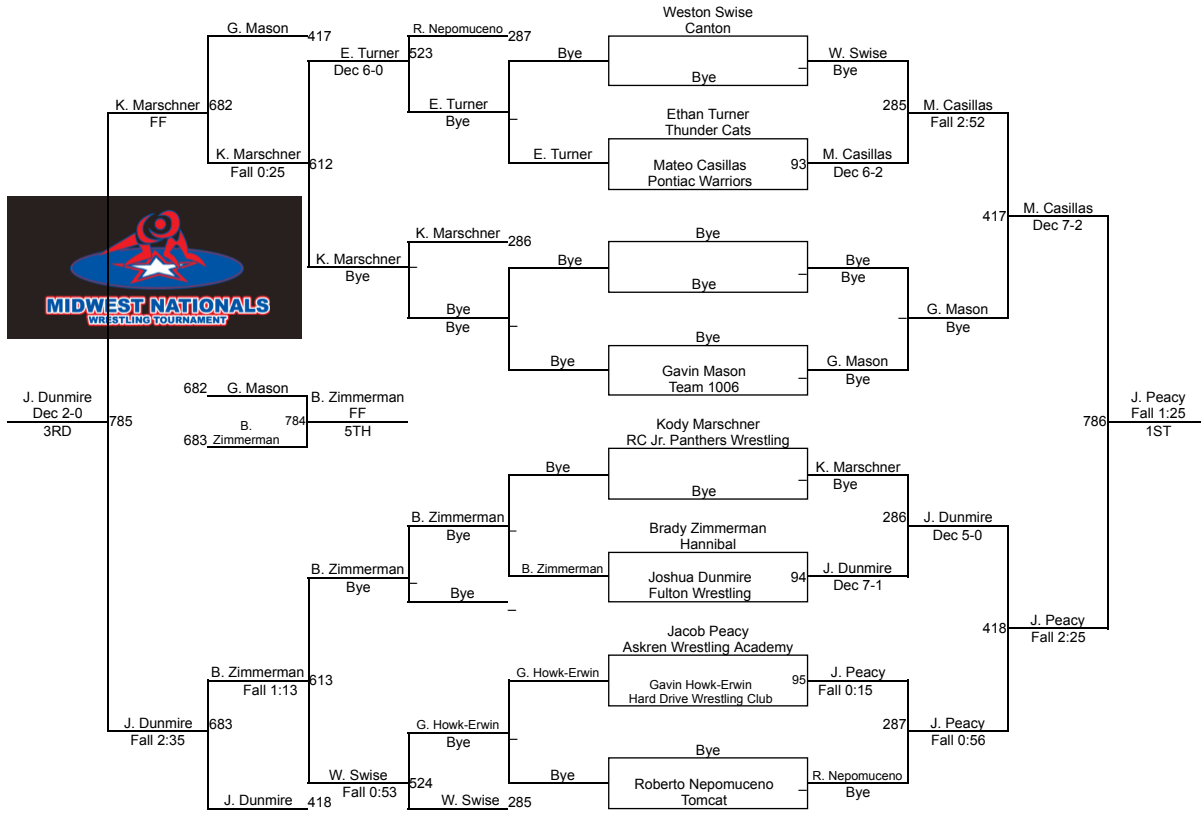 Weston Swise
Canton
G. Mason 417
R. Nepomuceno 287
E. Turner 523
Dec 6-0
Bye
W. Swise
Bye
Bye
K. Marschner 682
FF
E. Turner
Bye
285 M. Casillas
Fall 2:52
Ethan Turner
Thunder Cats
K. Marschner
Fall 0:25
612
E. Turner
Mateo Casillas 93
Pontiac Warriors
M. Casillas
Dec 6-2
417 M. Casillas
Dec 7-2
K. Marschner 286
Bye
MIDWEST NATIONALS
WRESTLING TOURNAMENT
K. Marschner
Bye
Bye
Bye
Bye
Bye
Bye
Bye
G. Mason
Bye
Bye
Bye
Gavin Mason
Team 1006
G. Mason
Bye
J. Dunmire
Dec 2-0
3RD
785
682 G. Mason
B. Zimmerman
FF
5TH
784
683 B.
Zimmerman
J. Peacy
Fall 1:25
1ST
786
Kody Marschner
RC Jr. Panthers Wrestling
Bye
Bye
K. Marschner
Bye
B. Zimmerman
Bye
286 J. Dunmire
Dec 5-0
Brady Zimmerman
Hannibal
B. Zimmerman
Bye
B. Zimmerman
Joshua Dunmire 94
Fulton Wrestling
J. Dunmire
Dec 7-1
Bye
418 J. Peacy
Fall 2:25
Jacob Peacy
Askren Wrestling Academy
B. Zimmerman
Fall 1:13
613
G. Howk-Erwin
Gavin Howk-Erwin 95
Hard Drive Wrestling Club
J. Peacy
Fall 0:15
J. Dunmire 683
Fall 2:35
G. Howk-Erwin
Bye
287 J. Peacy
Fall 0:56
Bye
W. Swise 524
Fall 0:53
Bye
Roberto Nepomuceno
Tomcat
R. Nepomuceno
Bye
J. Dunmire 418
W. Swise 285